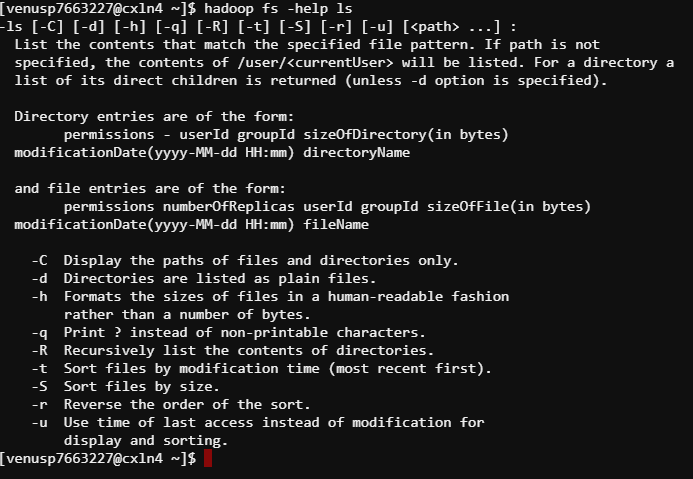 [venusp7663227@cxln4 ~]$ hadoop fs -help ls
-ls [-C] [-d] [-h] [-q] [-R] [-t] [-S] [-r] [-u] [<path> ...] :
  List the contents that match the specified file pattern. If path is not
  specified, the contents of /user/<currentUser> will be listed. For a directory a
  list of its direct children is returned (unless -d option is specified).

  Directory entries are of the form:
        permissions - userId groupId sizeOfDirectory(in bytes)
  modificationDate(yyyy-MM-dd HH:mm) directoryName

  and file entries are of the form:
        permissions numberOfReplicas userId groupId sizeOfFile(in bytes)
  modificationDate(yyyy-MM-dd HH:mm) fileName

    -C  Display the paths of files and directories only.
    -d  Directories are listed as plain files.
    -h  Formats the sizes of files in a human-readable fashion
        rather than a number of bytes.
    -q  Print ? instead of non-printable characters.
    -R  Recursively list the contents of directories.
    -t  Sort files by modification time (most recent first).
    -S  Sort files by size.
    -r  Reverse the order of the sort.
    -u  Use time of last access instead of modification for
        display and sorting.
[venusp7663227@cxln4 ~]$